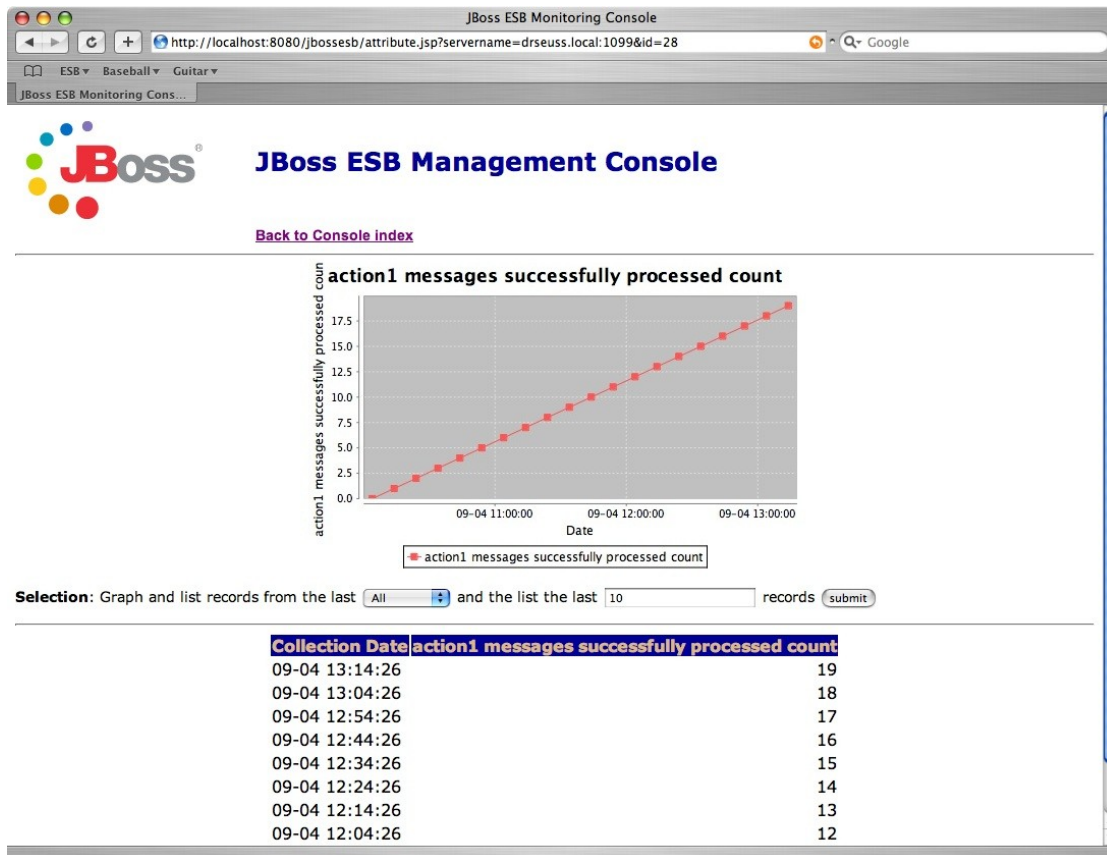 JBoss ESB Monitoring Console
http://localhost:8080/jbossesb/attribute.jsp?servername=drseuss.local:1099&id=28
Google
ESB Baseball Guitar
JBoss ESB Monitoring Cons...
JBoss®
JBoss ESB Management Console
Back to Console index
action1 messages successfully processed count
action1 messages successfully processed coun
17.5
15.0
12.5
10.0
7.5
5.0
2.5
0.0
09-04 11:00:00 09-04 12:00:00 09-04 13:00:00
Date
action1 messages successfully processed count
Selection: Graph and list records from the last All and the list the last 10 records submit
Collection Date action1 messages successfully processed count
09-04 13:14:26 19
09-04 13:04:26 18
09-04 12:54:26 17
09-04 12:44:26 16
09-04 12:34:26 15
09-04 12:24:26 14
09-04 12:14:26 13
09-04 12:04:26 12